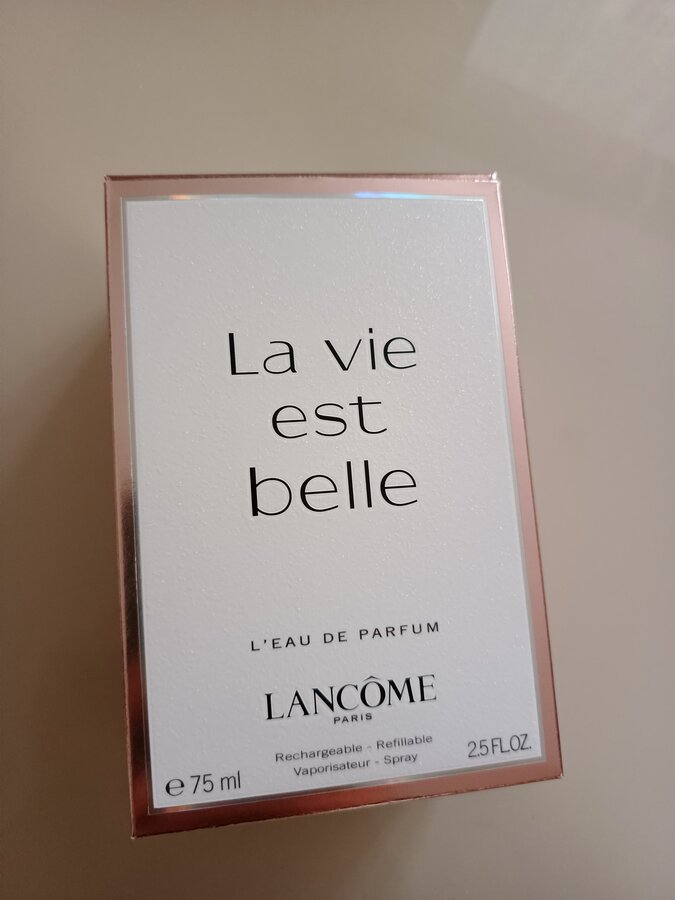 La vie
est
belle
L'EAU DE PARFUM
LANCÔME
PARIS
Rechargeable - Refillable
Vaporisateur - Spray
℮ 75 ml
2.5 FL.OZ.